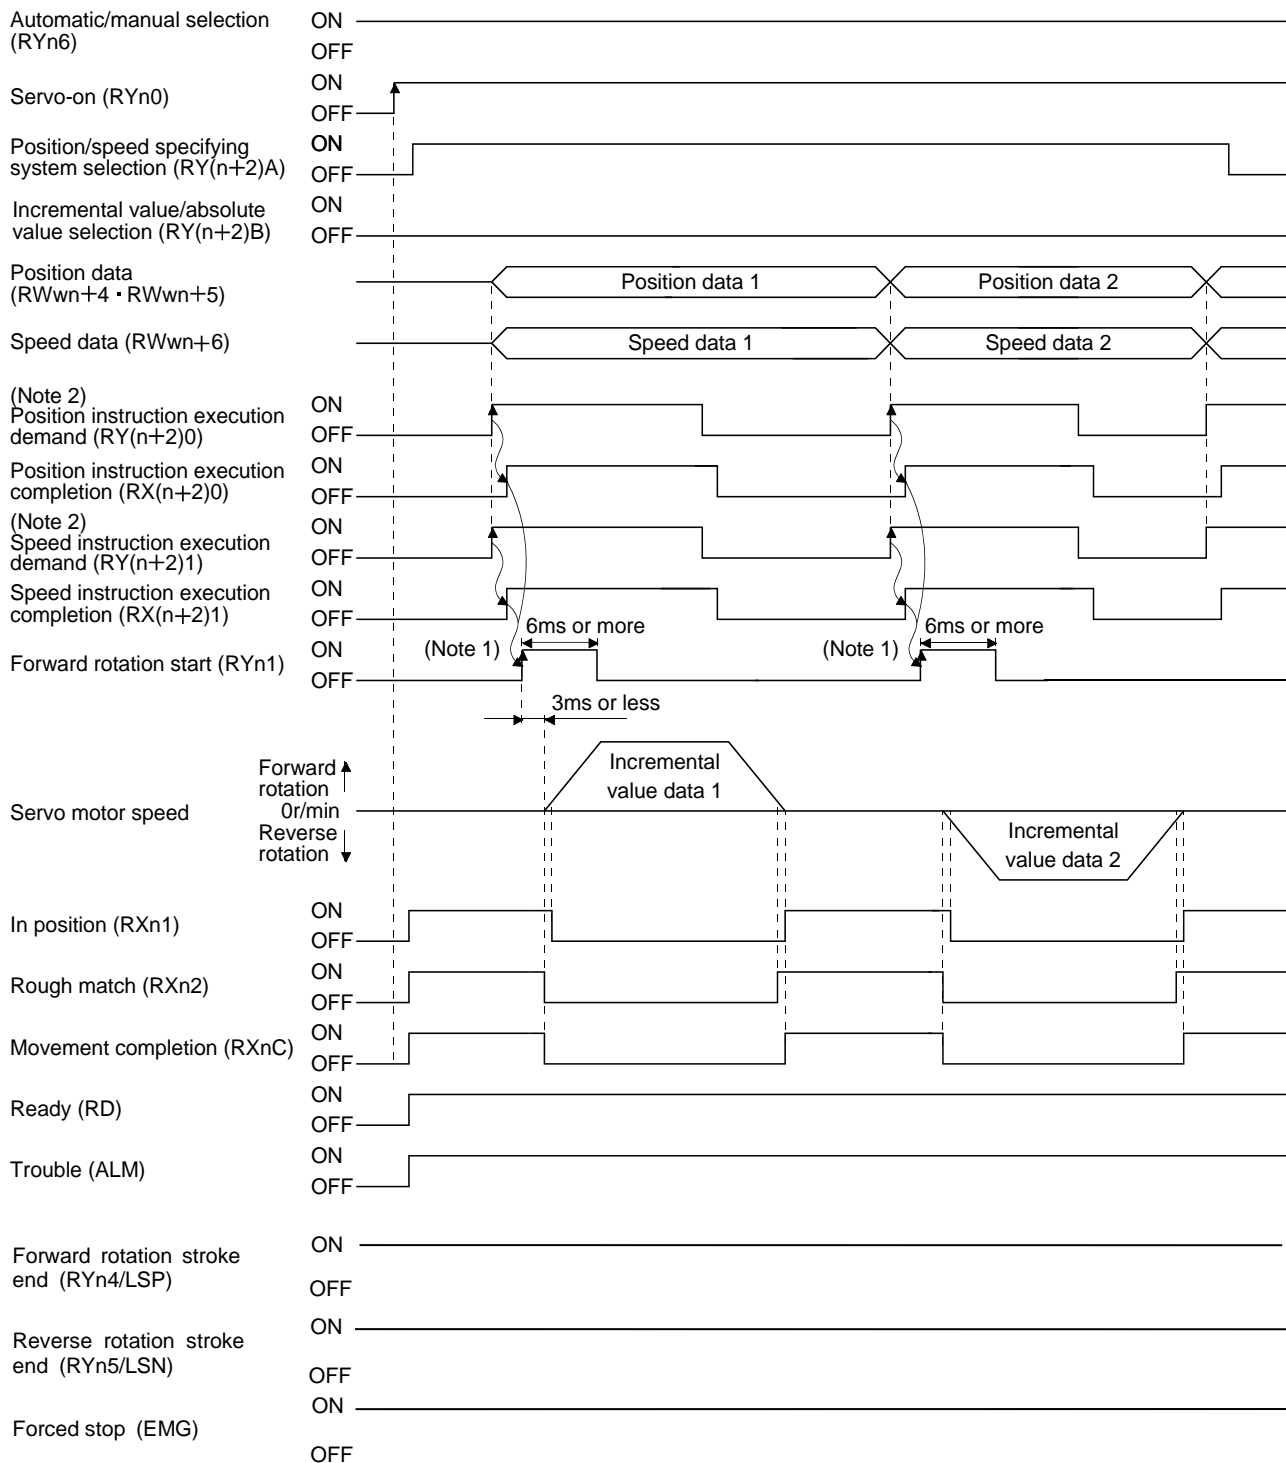 Automatic/manual selection
(RYn6)
ON
OFF
Servo-on (RYn0)
ON
OFF
Position/speed specifying
system selection (RY(n+2)A)
ON
OFF
Incremental value/absolute
value selection (RY(n+2)B)
ON
OFF
Position data
(RWwn+4・RWwn+5)
Position data 1
Position data 2
Speed data (RWwn+6)
Speed data 1
Speed data 2
(Note 2)
Position instruction execution
demand (RY(n+2)0)
ON
OFF
Position instruction execution
completion (RX(n+2)0)
ON
OFF
(Note 2)
Speed instruction execution
demand (RY(n+2)1)
ON
OFF
Speed instruction execution
completion (RX(n+2)1)
ON
OFF
Forward rotation start (RYn1)
ON
OFF
(Note 1)
6ms or more
(Note 1)
6ms or more
3ms or less
Servo motor speed
Forward
rotation
0r/min
Reverse
rotation
Incremental
value data 1
Incremental
value data 2
In position (RXn1)
ON
OFF
Rough match (RXn2)
ON
OFF
Movement completion (RXnC)
ON
OFF
Ready (RD)
ON
OFF
Trouble (ALM)
ON
OFF
Forward rotation stroke
end (RYn4/LSP)
ON
OFF
Reverse rotation stroke
end (RYn5/LSN)
ON
OFF
Forced stop (EMG)
ON
OFF